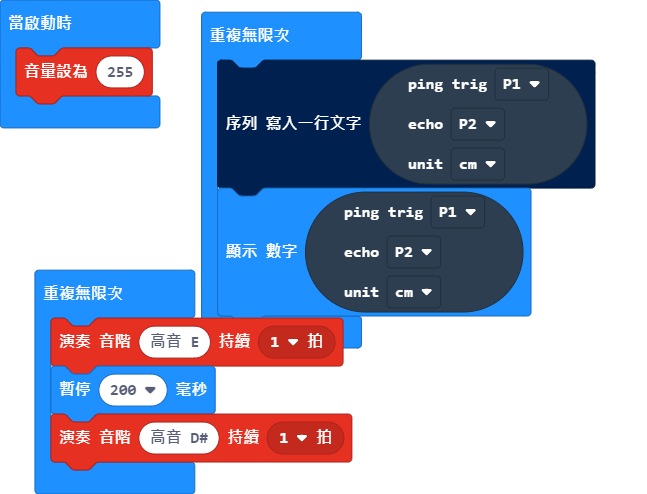 當啟動時
音量設為 255
重複無限次
序列 寫入一行文字 ping trig P1
echo P2
unit cm
顯示 數字 ping trig P1
echo P2
unit cm
重複無限次
演奏 音階 高音 E 持續 1 拍
暫停 200 毫秒
演奏 音階 高音 D# 持續 1 拍